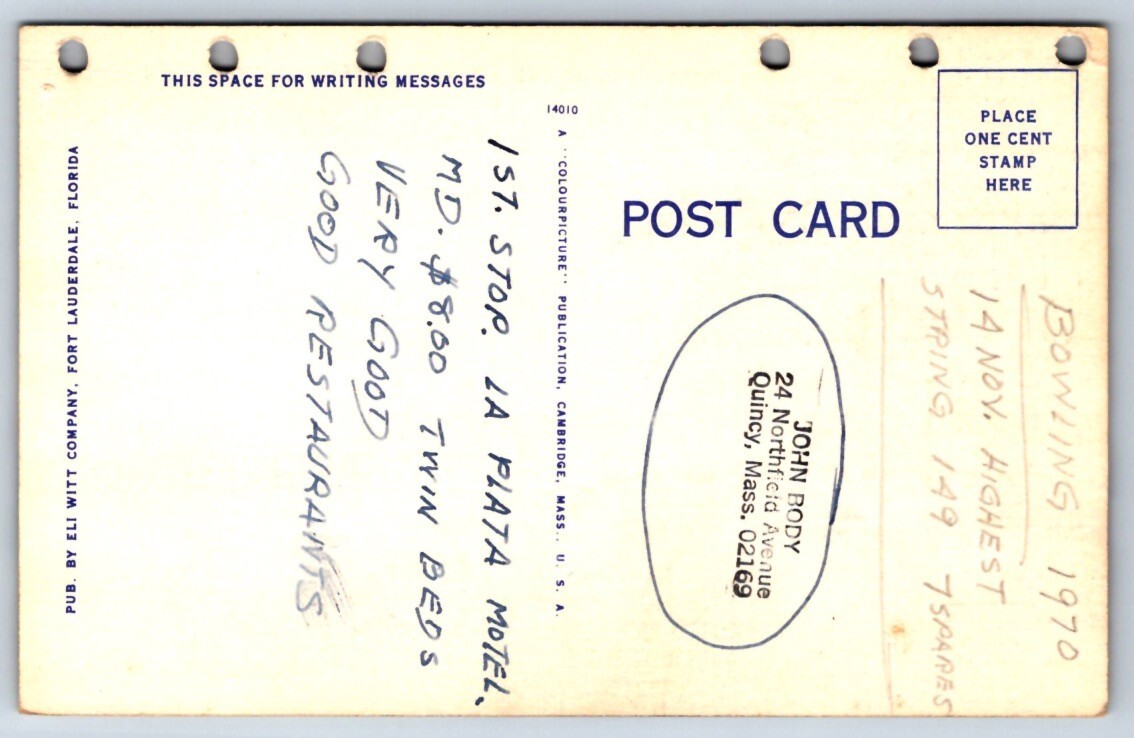 THIS SPACE FOR WRITING MESSAGES
14010
PLACE
ONE CENT
STAMP
HERE
POST CARD
PUB. BY ELI WITT COMPANY, FORT LAUDERDALE, FLORIDA
A "COLOURPICTURE" PUBLICATION, CAMBRIDGE, MASS., U. S. A.
1ST. STOP. LA PLATA MOTEL,
MD. $8.00 TWIN BEDS
VERY GOOD
GOOD RESTAURANTS
JOHN BODY
24 Northfield Avenue
Quincy, Mass. 02169
BOWLING 1970
14 NOV. HIGHEST
STRING 149 7 SPARES